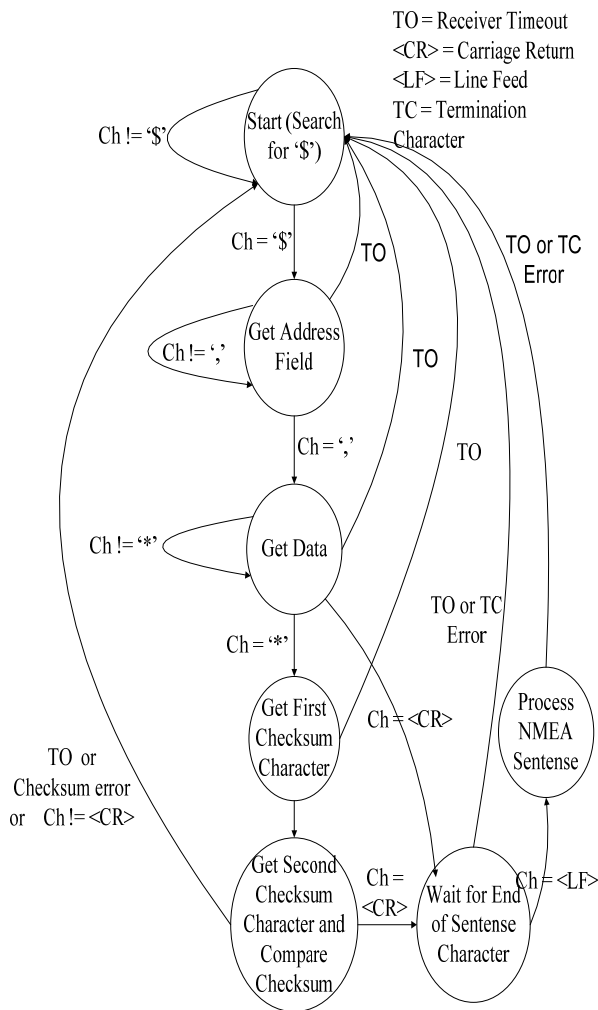 TO = Receiver Timeout
<CR> = Carriage Return
<LF> = Line Feed
TC = Termination
Character
Start (Search
for ‘$’)
Ch != ‘$’
Ch = ‘$’
TO
TO or TC
Error
Get Address
Field
Ch != ‘,’
TO
Ch = ‘,’
TO
Get Data
Ch != ‘*’
TO or TC
Error
Ch = ‘*’
Get First
Checksum
Character
Ch = <CR>
Process
NMEA
Sentense
TO or
Checksum error
or Ch != <CR>
Get Second
Checksum
Character and
Compare
Checksum
Ch =
<CR>
Wait for End
of Sentense
Character
Ch = <LF>